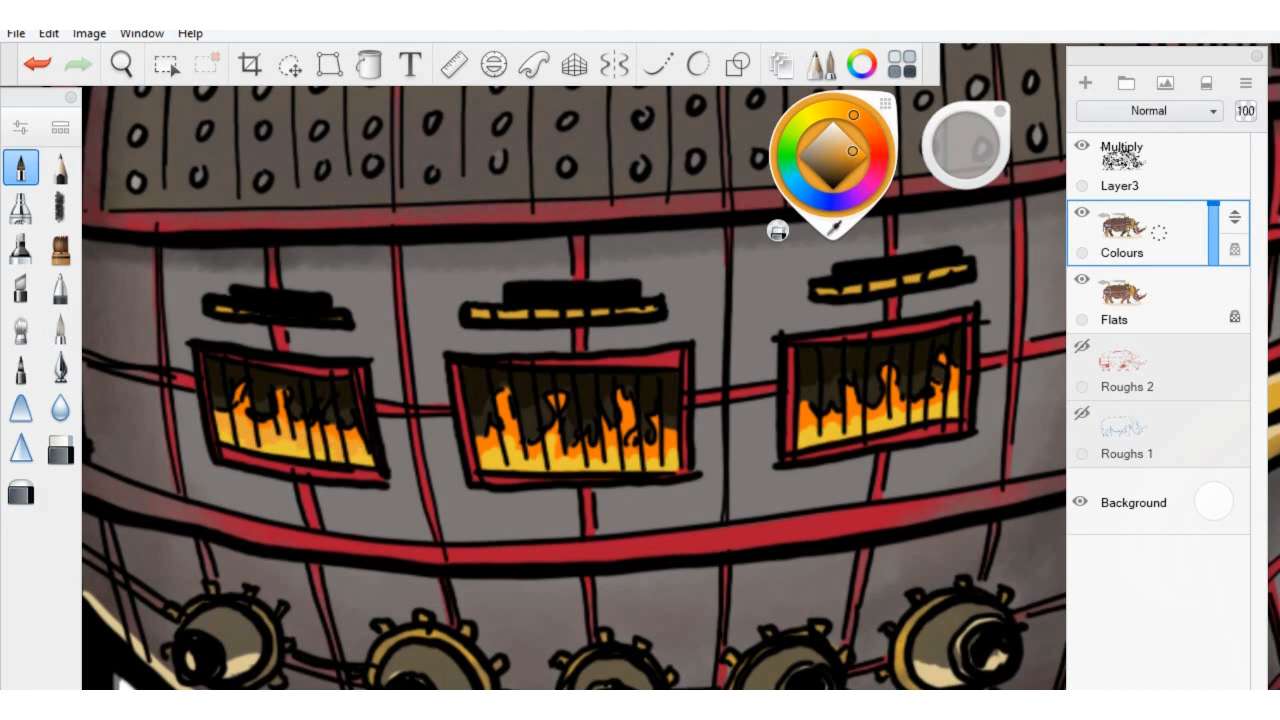 File Edit Image Window Help
T
Normal 100
Multiply
Layer3
Colours
Flats
Roughs 2
Roughs 1
Background